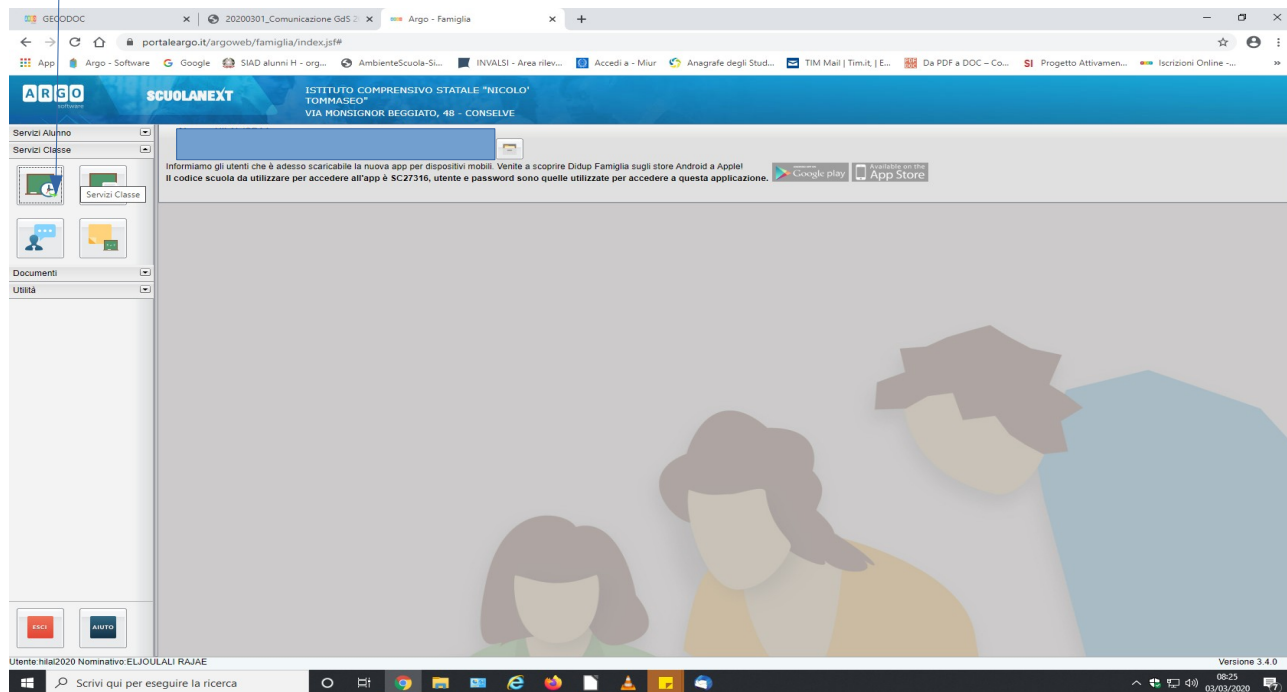 GECODOC
20200301_Comunicazione GdS 2
Argo - Famiglia
portaleargo.it/argoweb/famiglia/index.jsf#
App
Argo - Software
Google
SIAD alunni H - org...
AmbienteScuola-Si...
INVALSI - Area rilev...
Accedi a - Miur
Anagrafe degli Stud...
TIM Mail | Tim.it, | E...
Da PDF a DOC – Co...
SI Progetto Attivamen...
Iscrizioni Online -...
ARGO
software
SCUOLANEXT
ISTITUTO COMPRENSIVO STATALE "NICOLO'
TOMMASEO"
VIA MONSIGNOR BEGGIATO, 48 - CONSELVE
Servizi Alunno
Servizi Classe
Servizi Classe
Documenti
Utilità
Informiamo gli utenti che è adesso scaricabile la nuova app per dispositivi mobili. Venite a scoprire Didup Famiglia sugli store Android a Apple!
Il codice scuola da utilizzare per accedere all'app è SC27316, utente e password sono quelle utilizzate per accedere a questa applicazione.
Google play
Available on the
App Store
ESCI
AIUTO
Utente:hilal2020 Nominativo:ELJOULALI RAJAE
Versione 3.4.0
Scrivi qui per eseguire la ricerca
08:25
03/03/2020